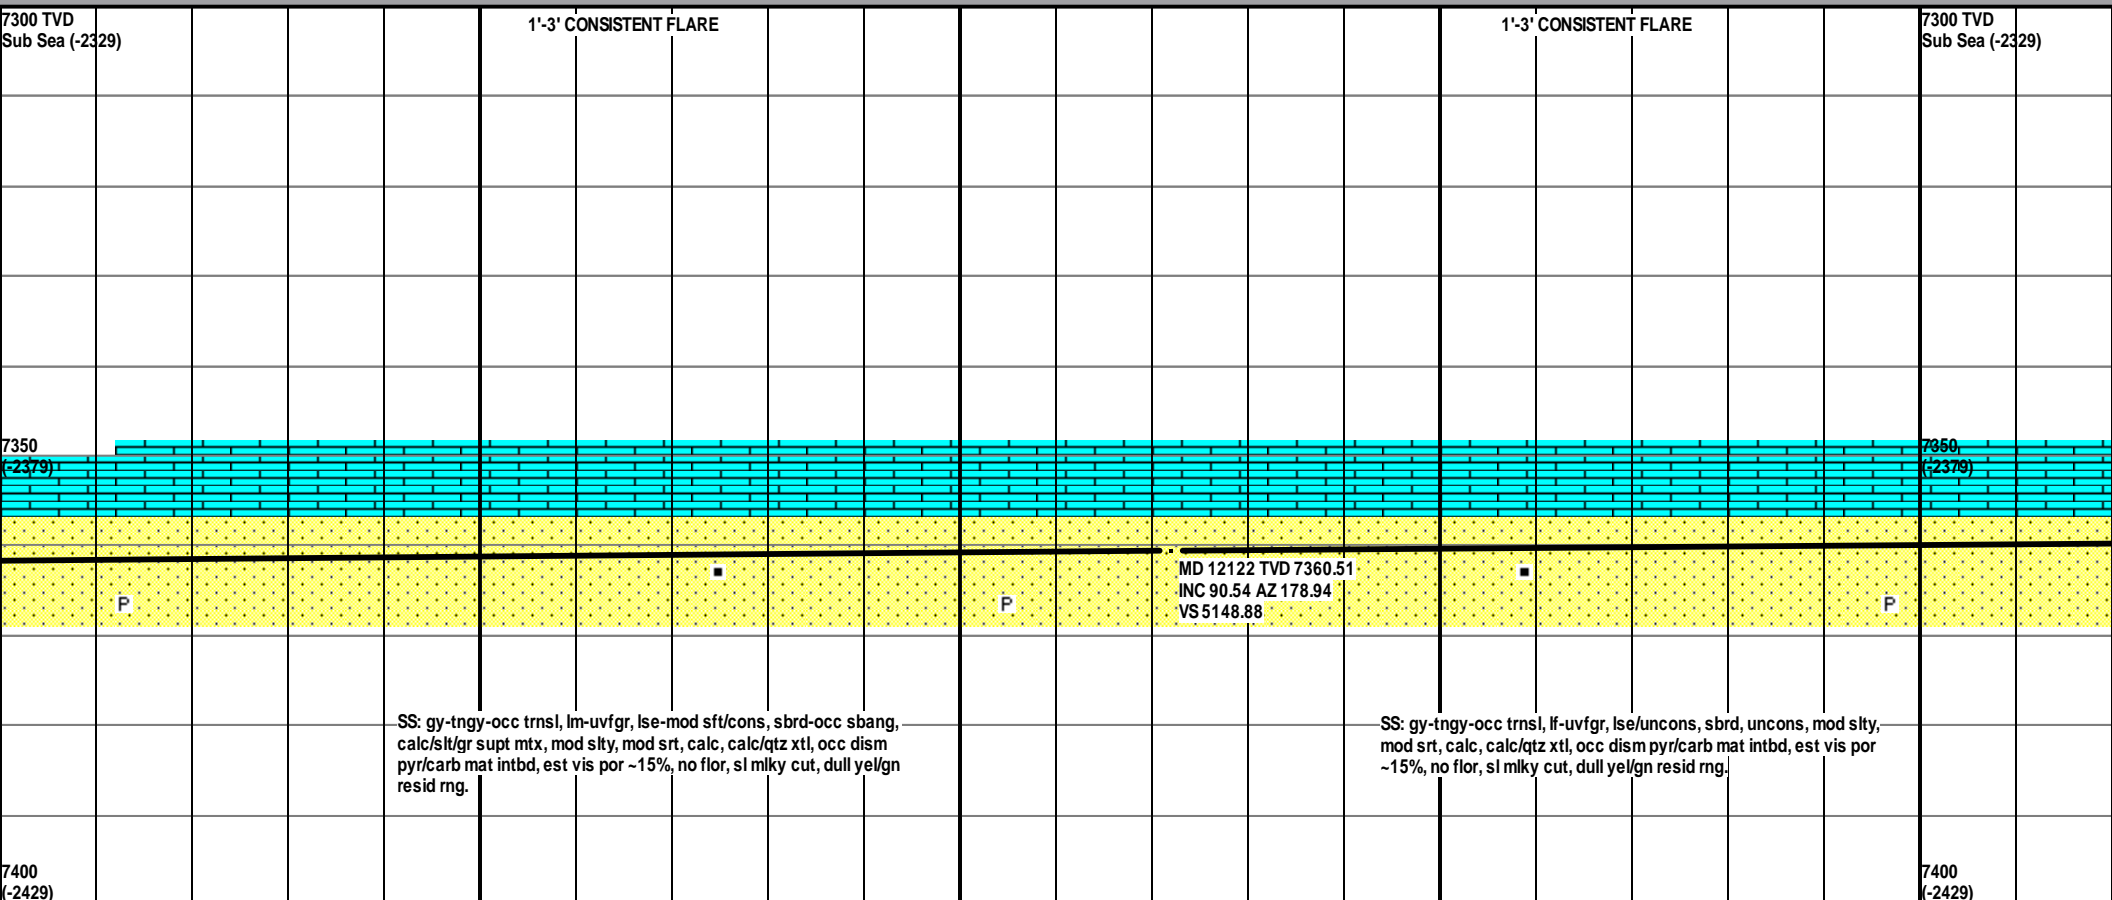 7300 TVD
Sub Sea (-2329)
1'-3' CONSISTENT FLARE
1'-3' CONSISTENT FLARE
7300 TVD
Sub Sea (-2329)
7350
(-2379)
7350
(-2379)
MD 12122 TVD 7360.51
INC 90.54 AZ 178.94
VS 5148.88
P
P
P
SS: gy-tngy-occ trnsl, lm-uvfgr, lse-mod sft/cons, sbrd-occ sbang,
calc/slt/gr supt mtx, mod slty, mod srt, calc, calc/qtz xtl, occ dism
pyr/carb mat intbd, est vis por ~15%, no flor, sl mlky cut, dull yel/gn
resid rng.
SS: gy-tngy-occ trnsl, lf-uvfgr, lse/uncons, sbrd, uncons, mod slty,
mod srt, calc, calc/qtz xtl, occ dism pyr/carb mat intbd, est vis por
~15%, no flor, sl mlky cut, dull yel/gn resid rng.
7400
(-2429)
7400
(-2429)